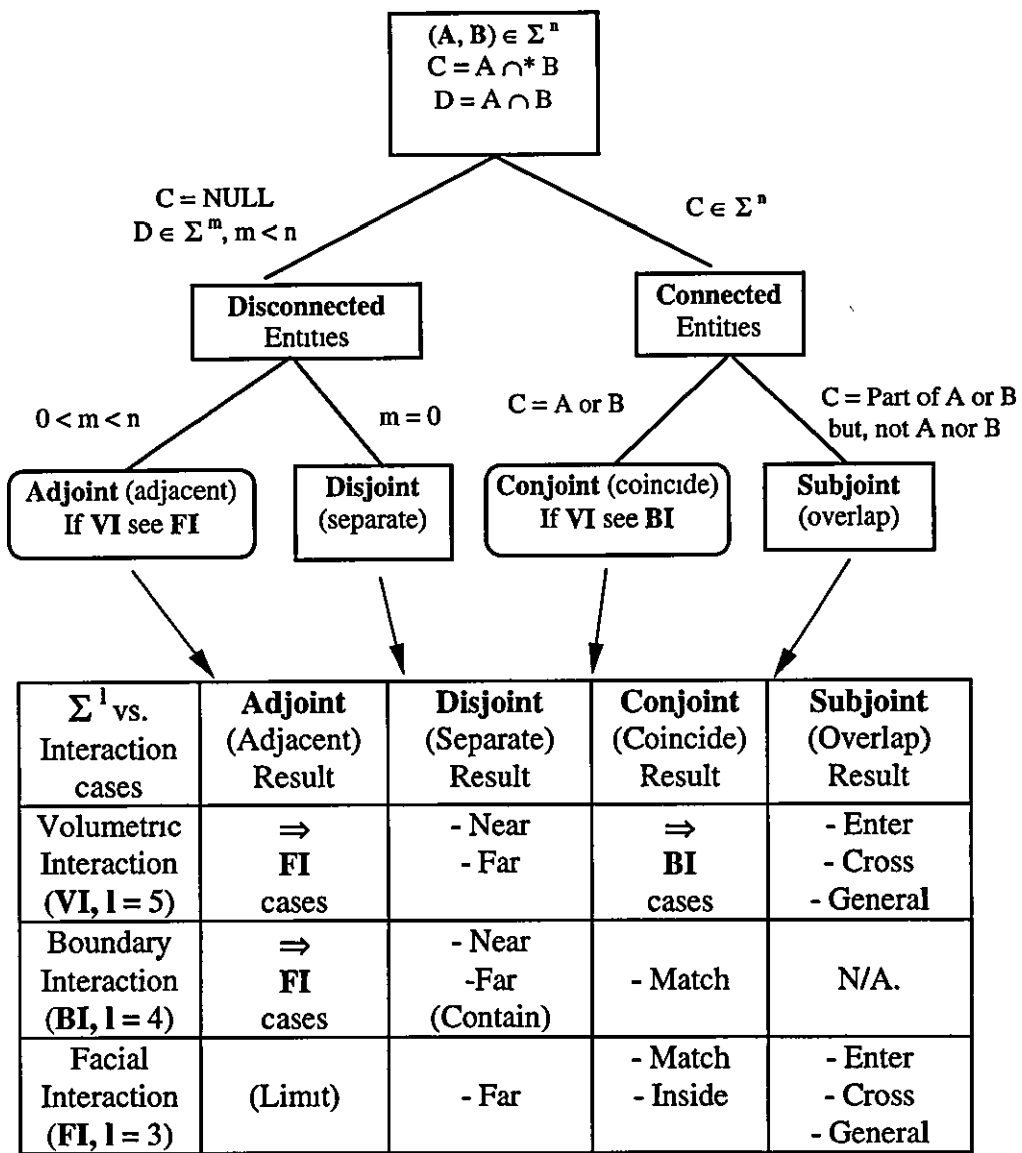 (A, B) ∈ Σⁿ
C = A ∩* B
D = A ∩ B
C = NULL
D ∈ Σᵐ, m < n
C ∈ Σⁿ
Disconnected
Entities
Connected
Entities
0 < m < n
m = 0
C = A or B
C = Part of A or B
but, not A nor B
Adjoint (adjacent)
If VI see FI
Disjoint
(separate)
Conjoint (coincide)
If VI see BI
Subjoint
(overlap)
Σˡ vs.
Interaction
cases
Adjoint
(Adjacent)
Result
Disjoint
(Separate)
Result
Conjoint
(Coincide)
Result
Subjoint
(Overlap)
Result
Volumetric
Interaction
(VI, l = 5)
⇒
FI
cases
- Near
- Far
⇒
BI
cases
- Enter
- Cross
- General
Boundary
Interaction
(BI, l = 4)
⇒
FI
cases
- Near
-Far
(Contain)
- Match
N/A.
Facial
Interaction
(FI, l = 3)
(Limit)
- Far
- Match
- Inside
- Enter
- Cross
- General